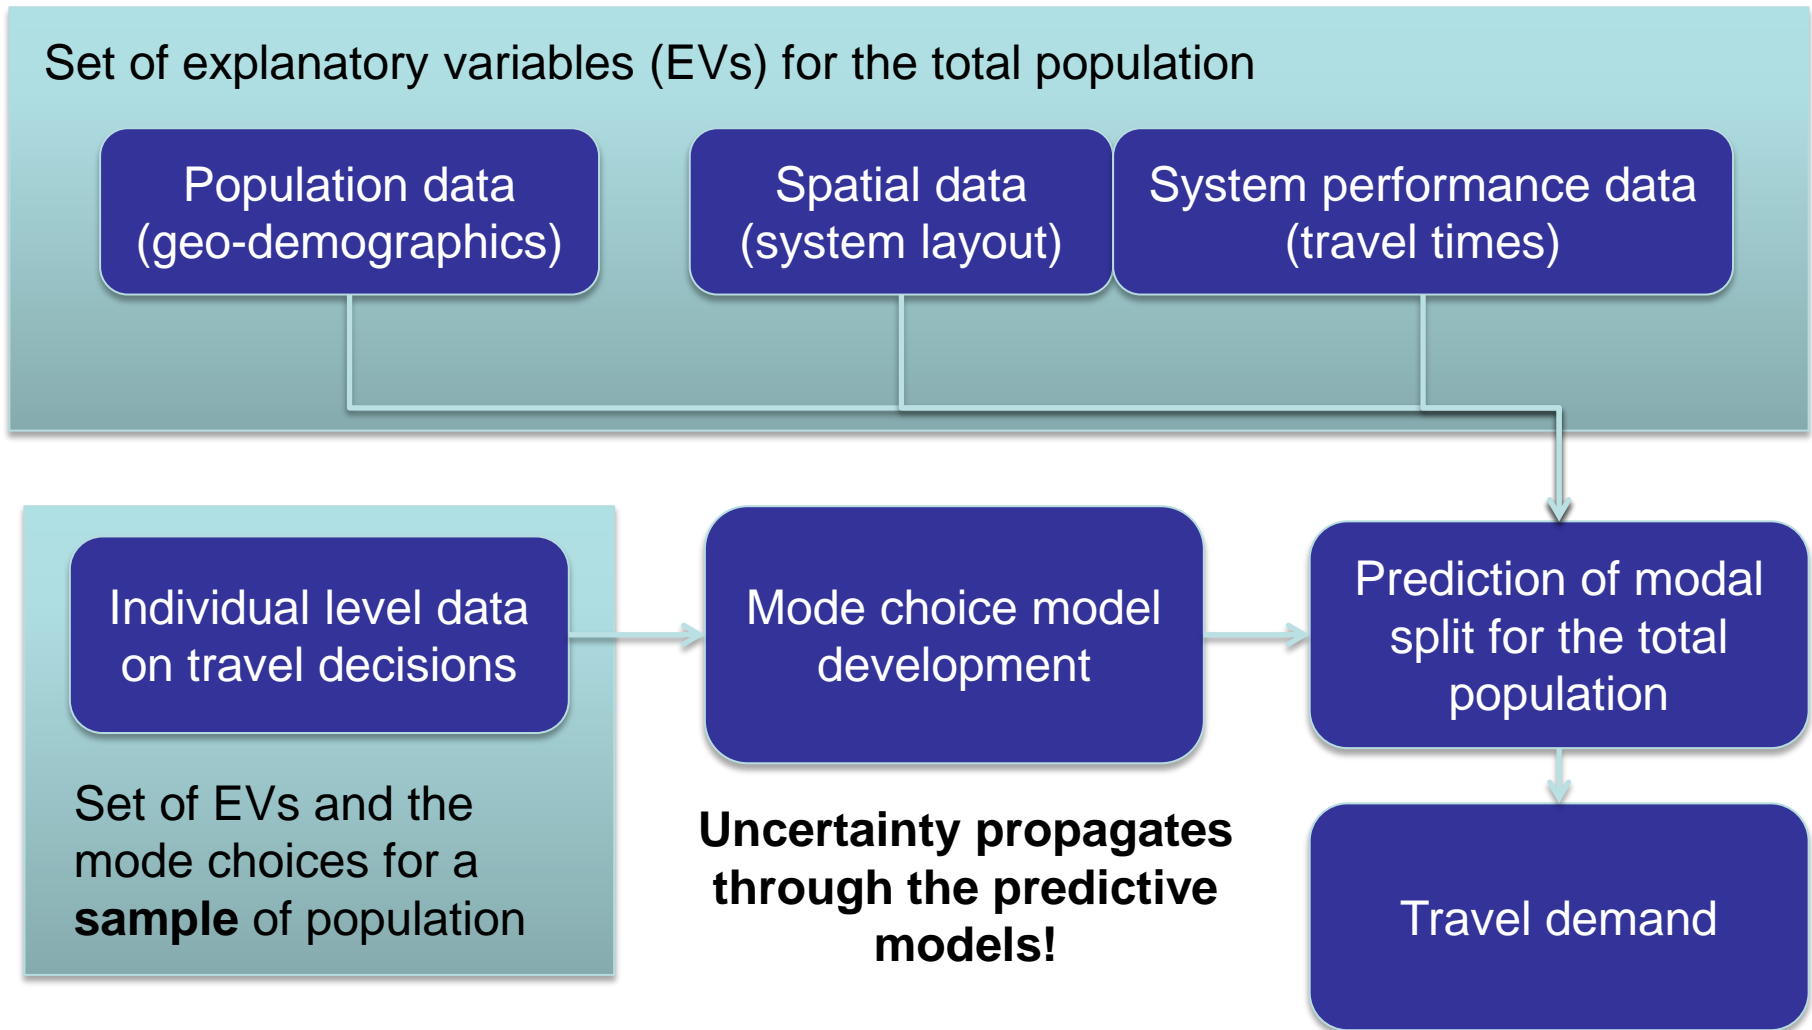 Set of explanatory variables (EVs) for the total population
Population data
(geo-demographics)
Spatial data
(system layout)
System performance data
(travel times)
Individual level data
on travel decisions
Set of EVs and the
mode choices for a
sample of population
Mode choice model
development
Uncertainty propagates
through the predictive
models!
Prediction of modal
split for the total
population
Travel demand